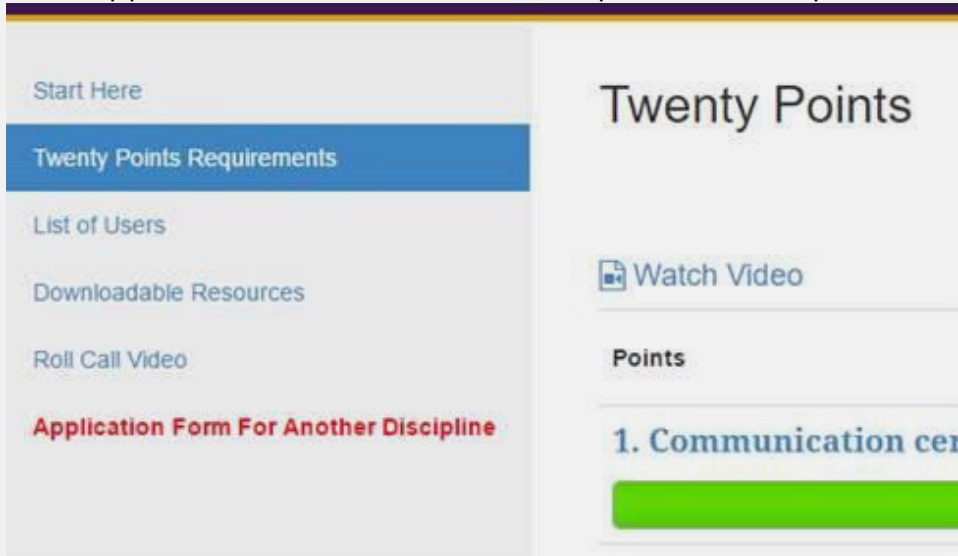 Start Here
Twenty Points Requirements
List of Users
Downloadable Resources
Roll Call Video
Application Form For Another Discipline
Twenty Points
Watch Video
Points
1. Communication